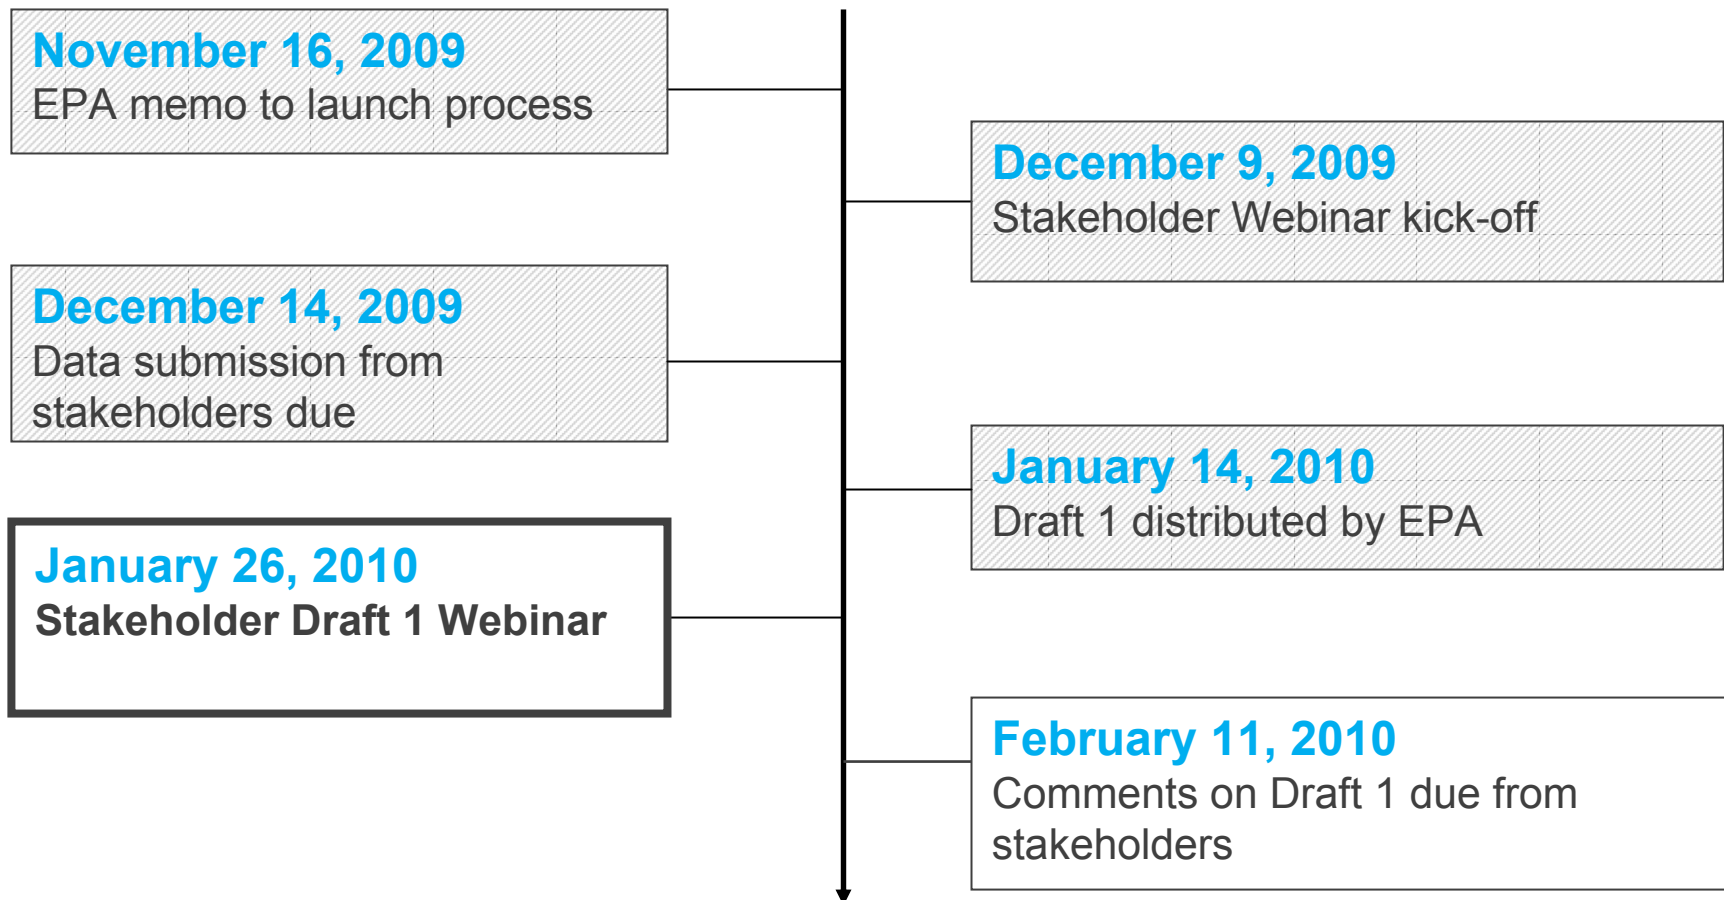 November 16, 2009
EPA memo to launch process
December 9, 2009
Stakeholder Webinar kick-off
December 14, 2009
Data submission from
stakeholders due
January 14, 2010
Draft 1 distributed by EPA
January 26, 2010
Stakeholder Draft 1 Webinar
February 11, 2010
Comments on Draft 1 due from
stakeholders